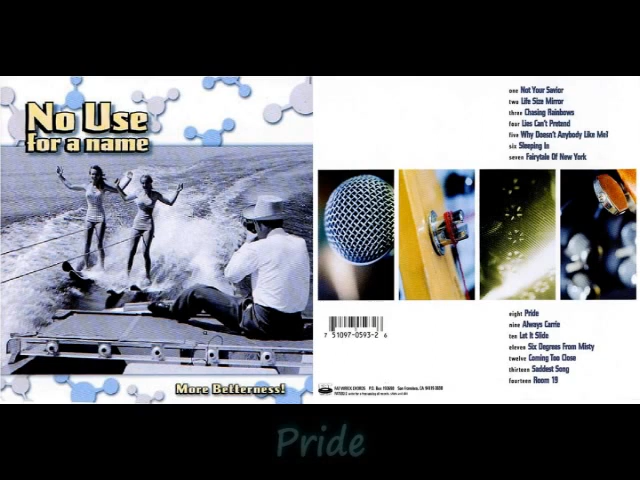 No Use
for a name
More Betterness!
one Not Your Savior
two Life Size Mirror
three Chasing Rainbows
four Lies Can't Pretend
five Why Doesn't Anybody Like Me?
six Sleeping In
seven Fairytale Of New York
7 51097-0593-2 6
eight Pride
nine Always Carrie
ten Let It Slide
eleven Six Degrees From Misty
twelve Coming Too Close
thirteen Saddest Song
fourteen Room 19
Pride